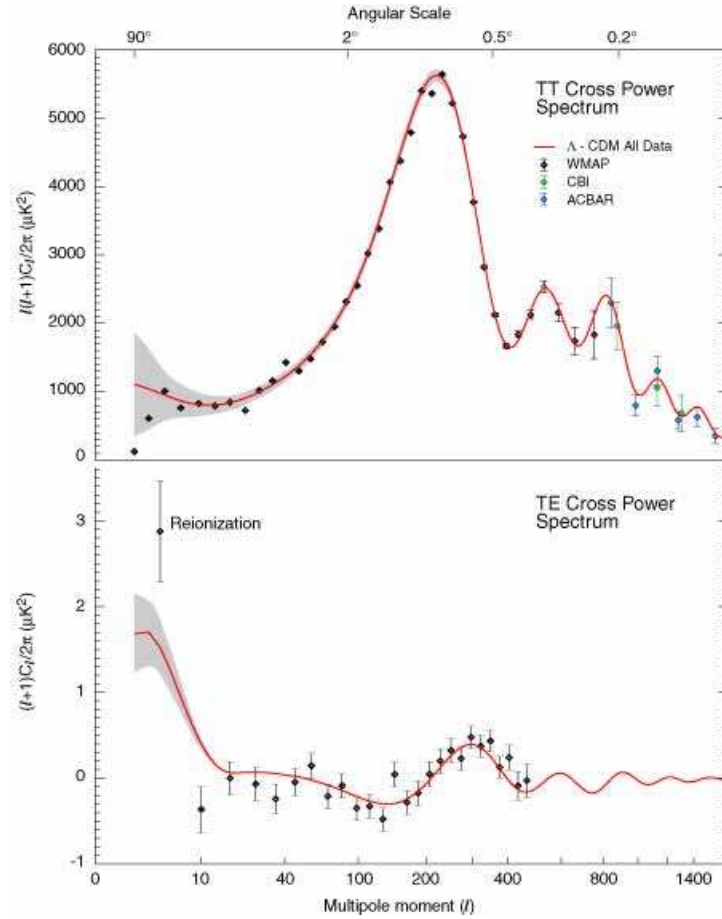 Angular Scale
90° 2° 0.5° 0.2°
6000
5000
4000
3000
2000
1000
0
l(l+1)Cl/2π (μK²)
TT Cross Power
Spectrum
Λ - CDM All Data
WMAP
CBI
ACBAR
3
2
1
0
-1
(l+1)Cl/2π (μK²)
Reionization
TE Cross Power
Spectrum
0 10 40 100 200 400 800 1400
Multipole moment (l)